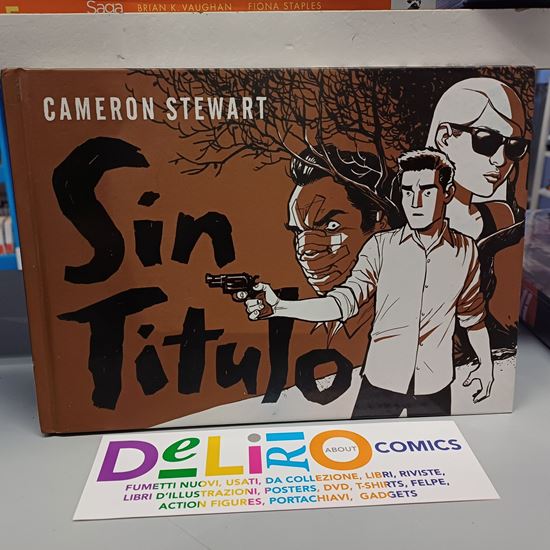 Saga BRIAN K. VAUGHAN FIONA STAPLES
CAMERON STEWART
Sin
Titulo
DeLiRiO ABOUT COMICS
FUMETTI NUOVI, USATI, DA COLLEZIONE, LIBRI, RIVISTE,
LIBRI D'ILLUSTRAZIONI, POSTERS, DVD, T-SHIRTS, FELPE,
ACTION FIGURES, PORTACHIAVI, GADGETS